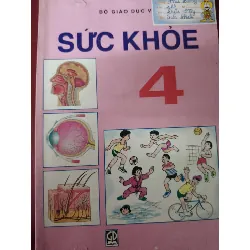 BỘ GIÁO DỤC V
SỨC KHỎE
4